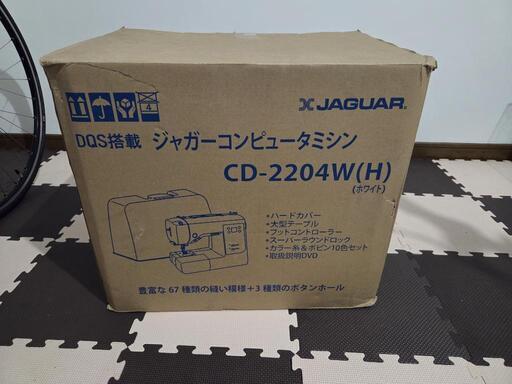 JAGUAR
4
DQS搭載 ジャガーコンピュータミシン
CD-2204W(H)
(ホワイト)
・ハードカバー
・大型テーブル
・フットコントローラー
・スーパーラウンドロック
・カラー糸&ボビン10色セット
・取扱説明DVD
豊富な67種類の縫い模様+3種類のボタンホール